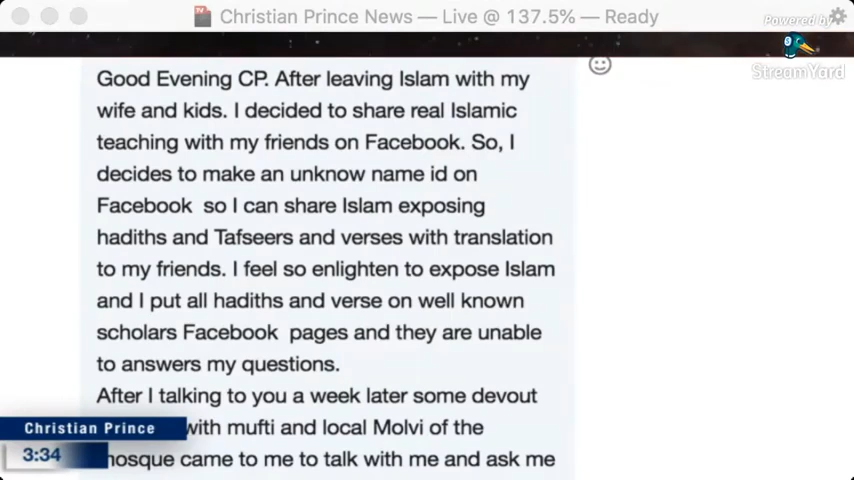 Christian Prince News — Live @ 137.5% — Ready
Powered by
StreamYard
Good Evening CP. After leaving Islam with my
wife and kids. I decided to share real Islamic
teaching with my friends on Facebook. So, I
decides to make an unknow name id on
Facebook so I can share Islam exposing
hadiths and Tafseers and verses with translation
to my friends. I feel so enlighten to expose Islam
and I put all hadiths and verse on well known
scholars Facebook pages and they are unable
to answers my questions.
After I talking to you a week later some devout
with mufti and local Molvi of the
mosque came to me to talk with me and ask me
Christian Prince
3:34